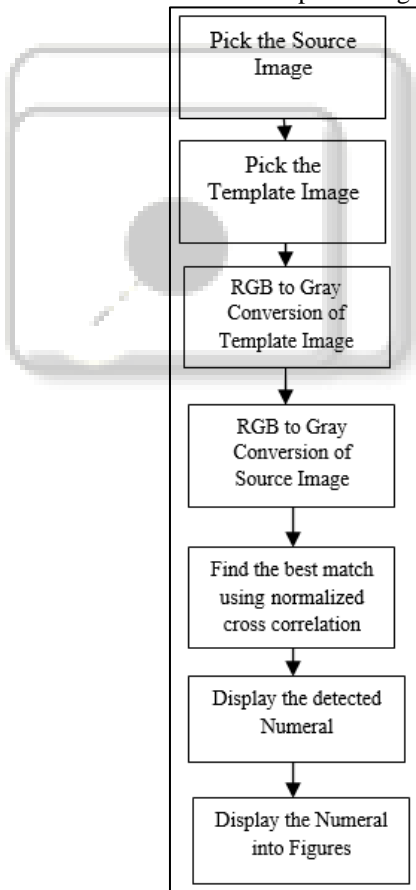 Pick the Source
Image
Pick the
Template Image
RGB to Gray
Conversion of
Template Image
RGB to Gray
Conversion of
Source Image
Find the best match
using normalized
cross correlation
Display the detected
Numeral
Display the Numeral
into Figures